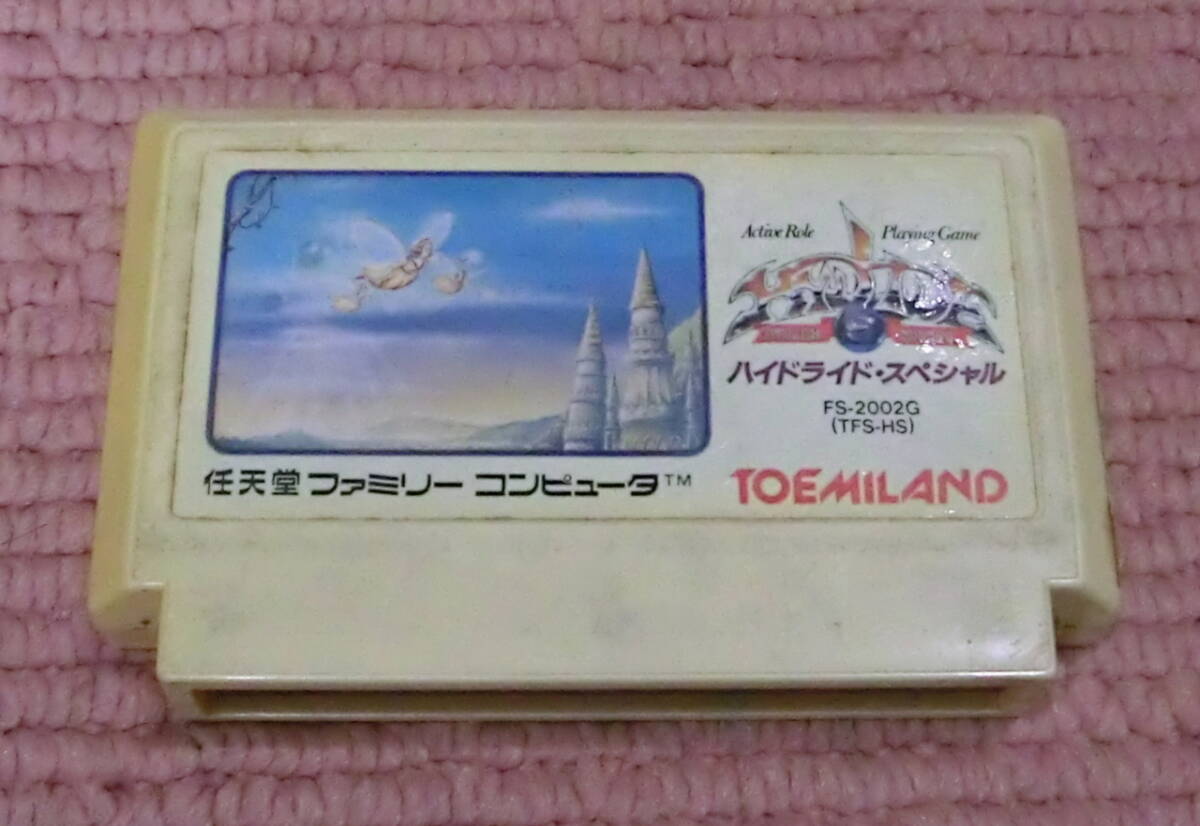 Active Role Playing Game
HYDLIDE
ハイドライド・スペシャル
FS-2002G
(TFS-HS)
任天堂 ファミリー コンピュータ™
TOEMILAND